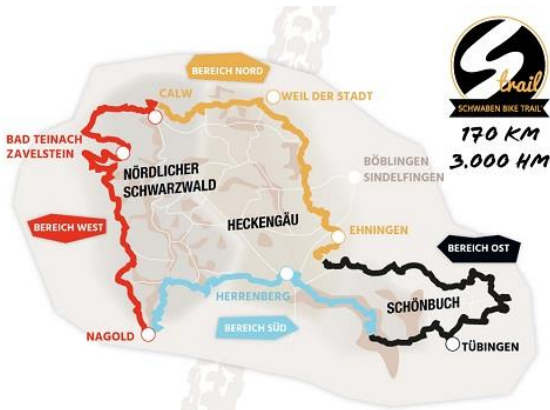 BEREICH NORD
S
trail
SCHWABEN BIKE TRAIL
170 KM
3.000 HM
CALW
WEIL DER STADT
BAD TEINACH
ZAVELSTEIN
NÖRDLICHER
SCHWARZWALD
BÖBLINGEN
SINDELFINGEN
HECKENGÄU
BEREICH WEST
EHNINGEN
BEREICH OST
HERRENBERG
SCHÖNBUCH
BEREICH SÜD
NAGOLD
TÜBINGEN